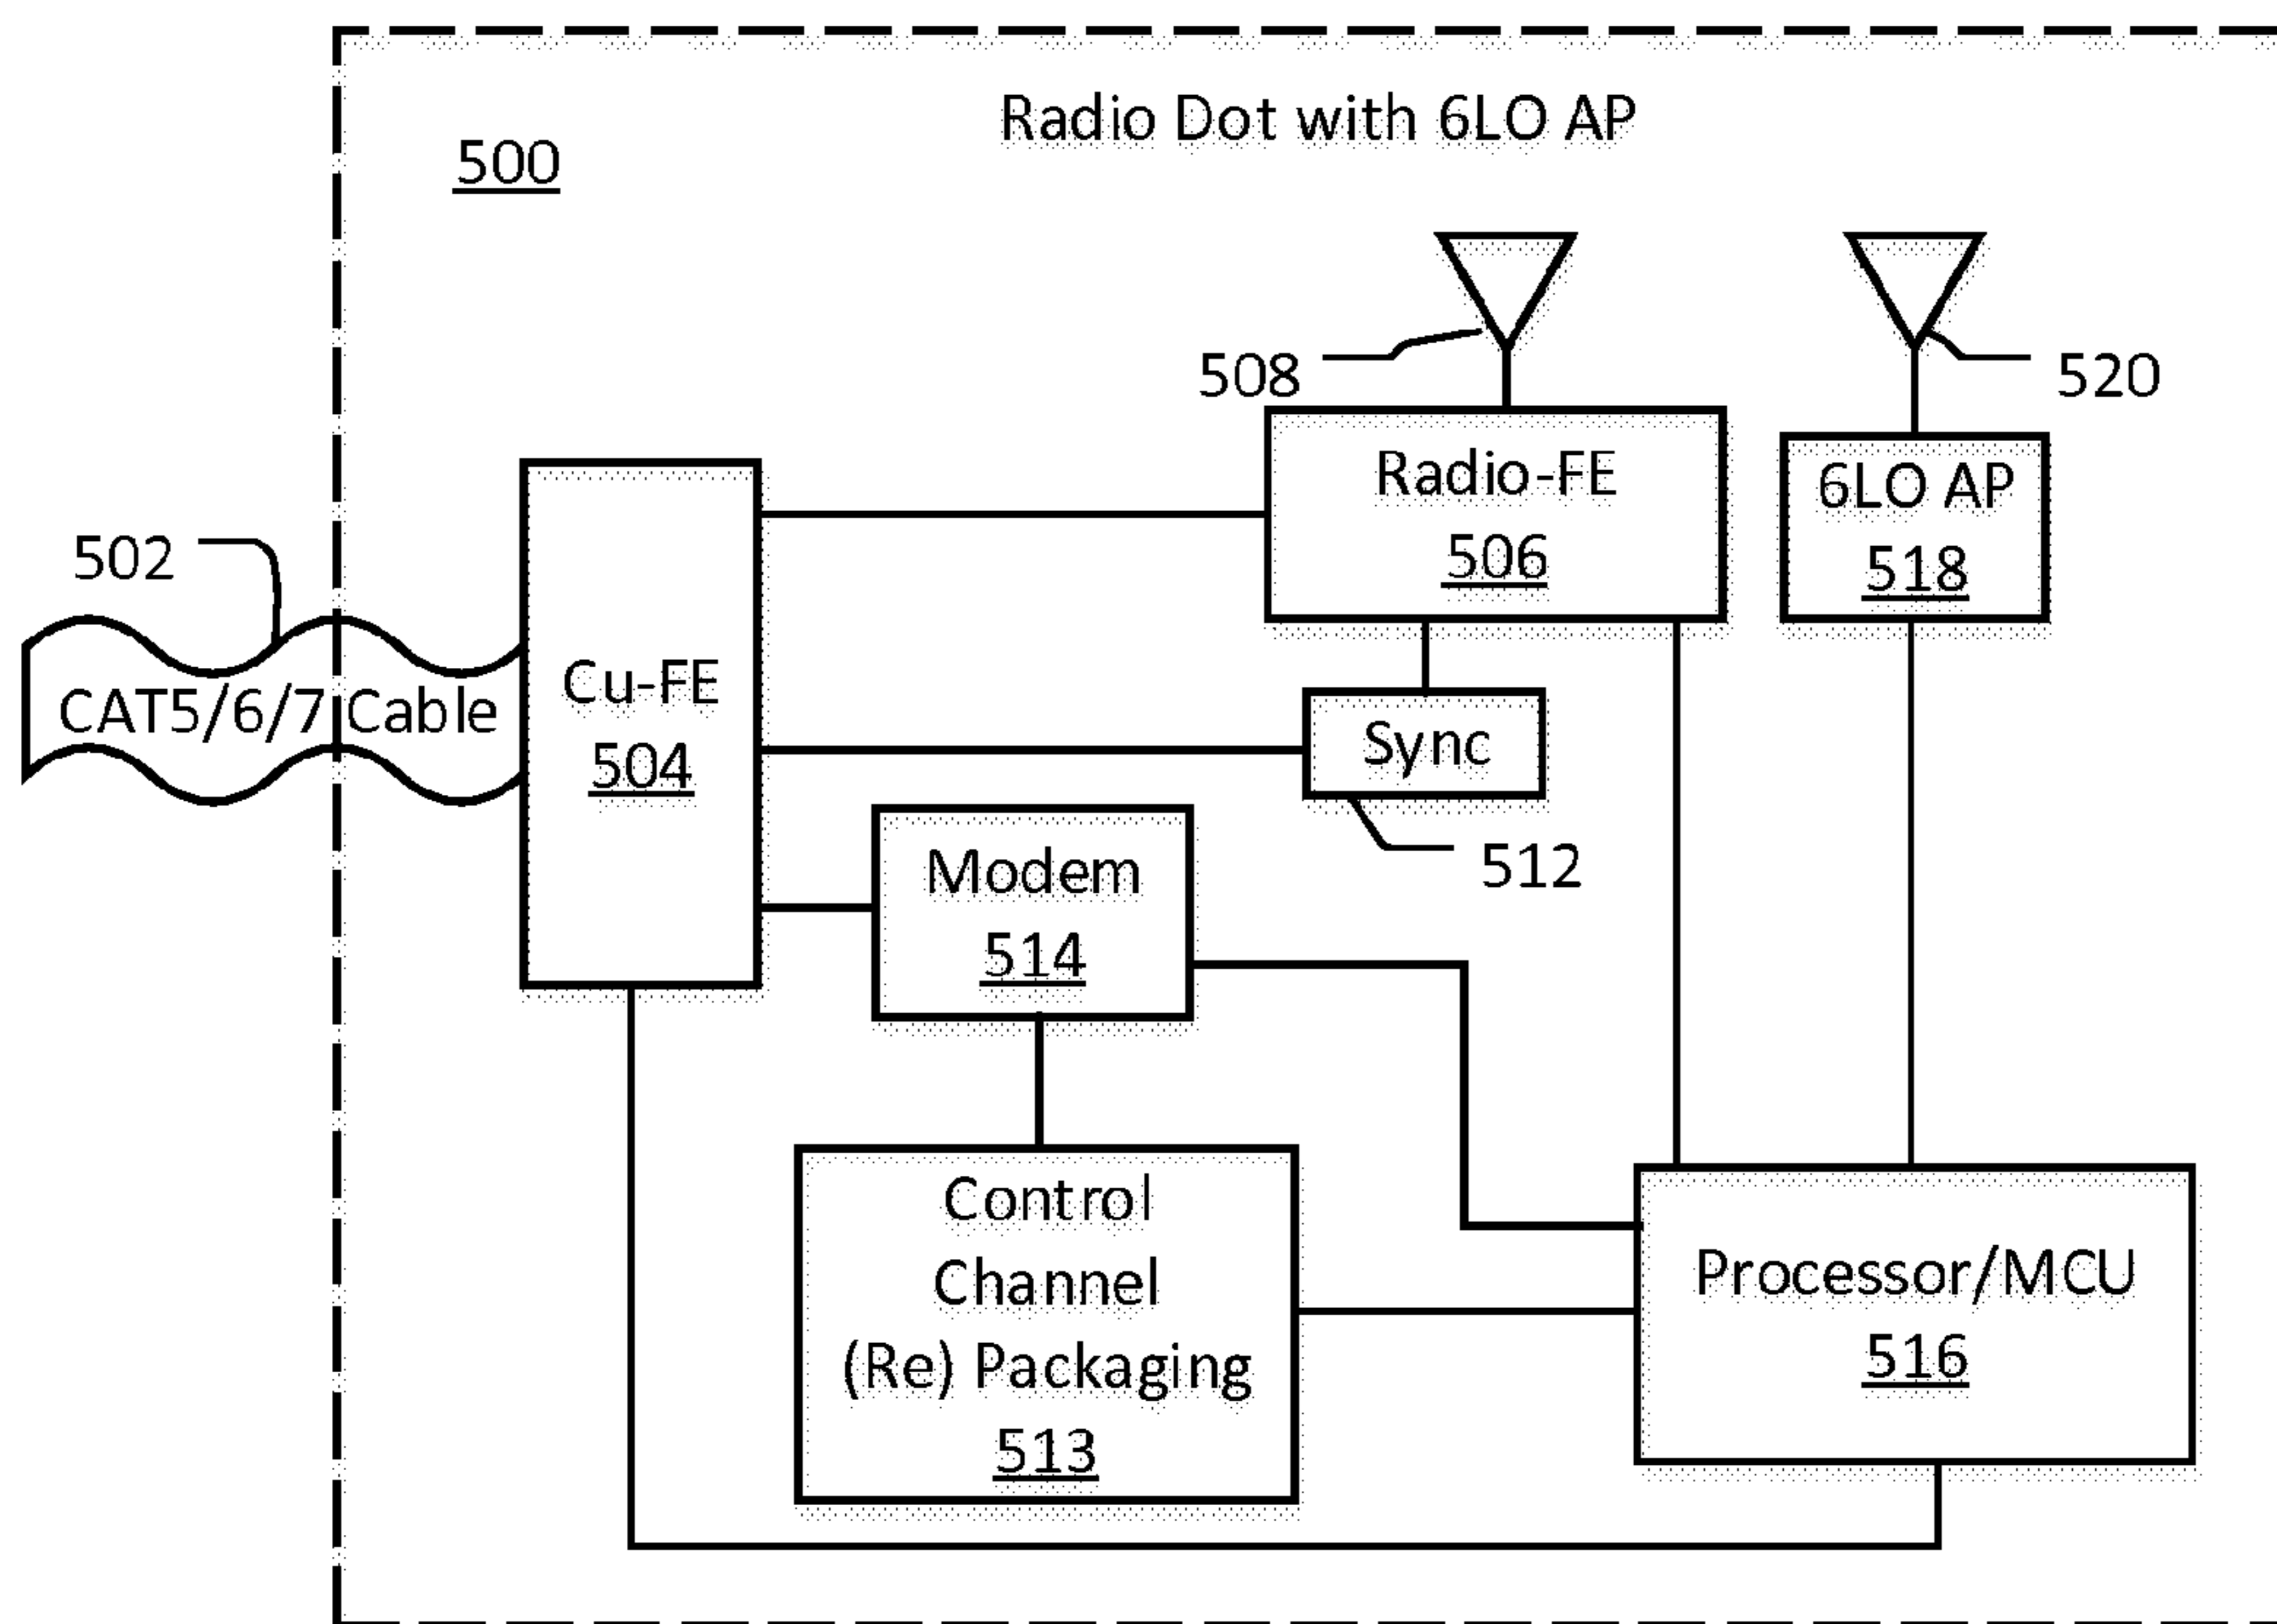 Radio Dot with 6LO AP
500
508
520
Radio-FE
506
6LO AP
518
502
CAT5/6/7 Cable
Cu-FE
504
Sync
512
Modem
514
Control
Channel
(Re) Packaging
513
Processor/MCU
516